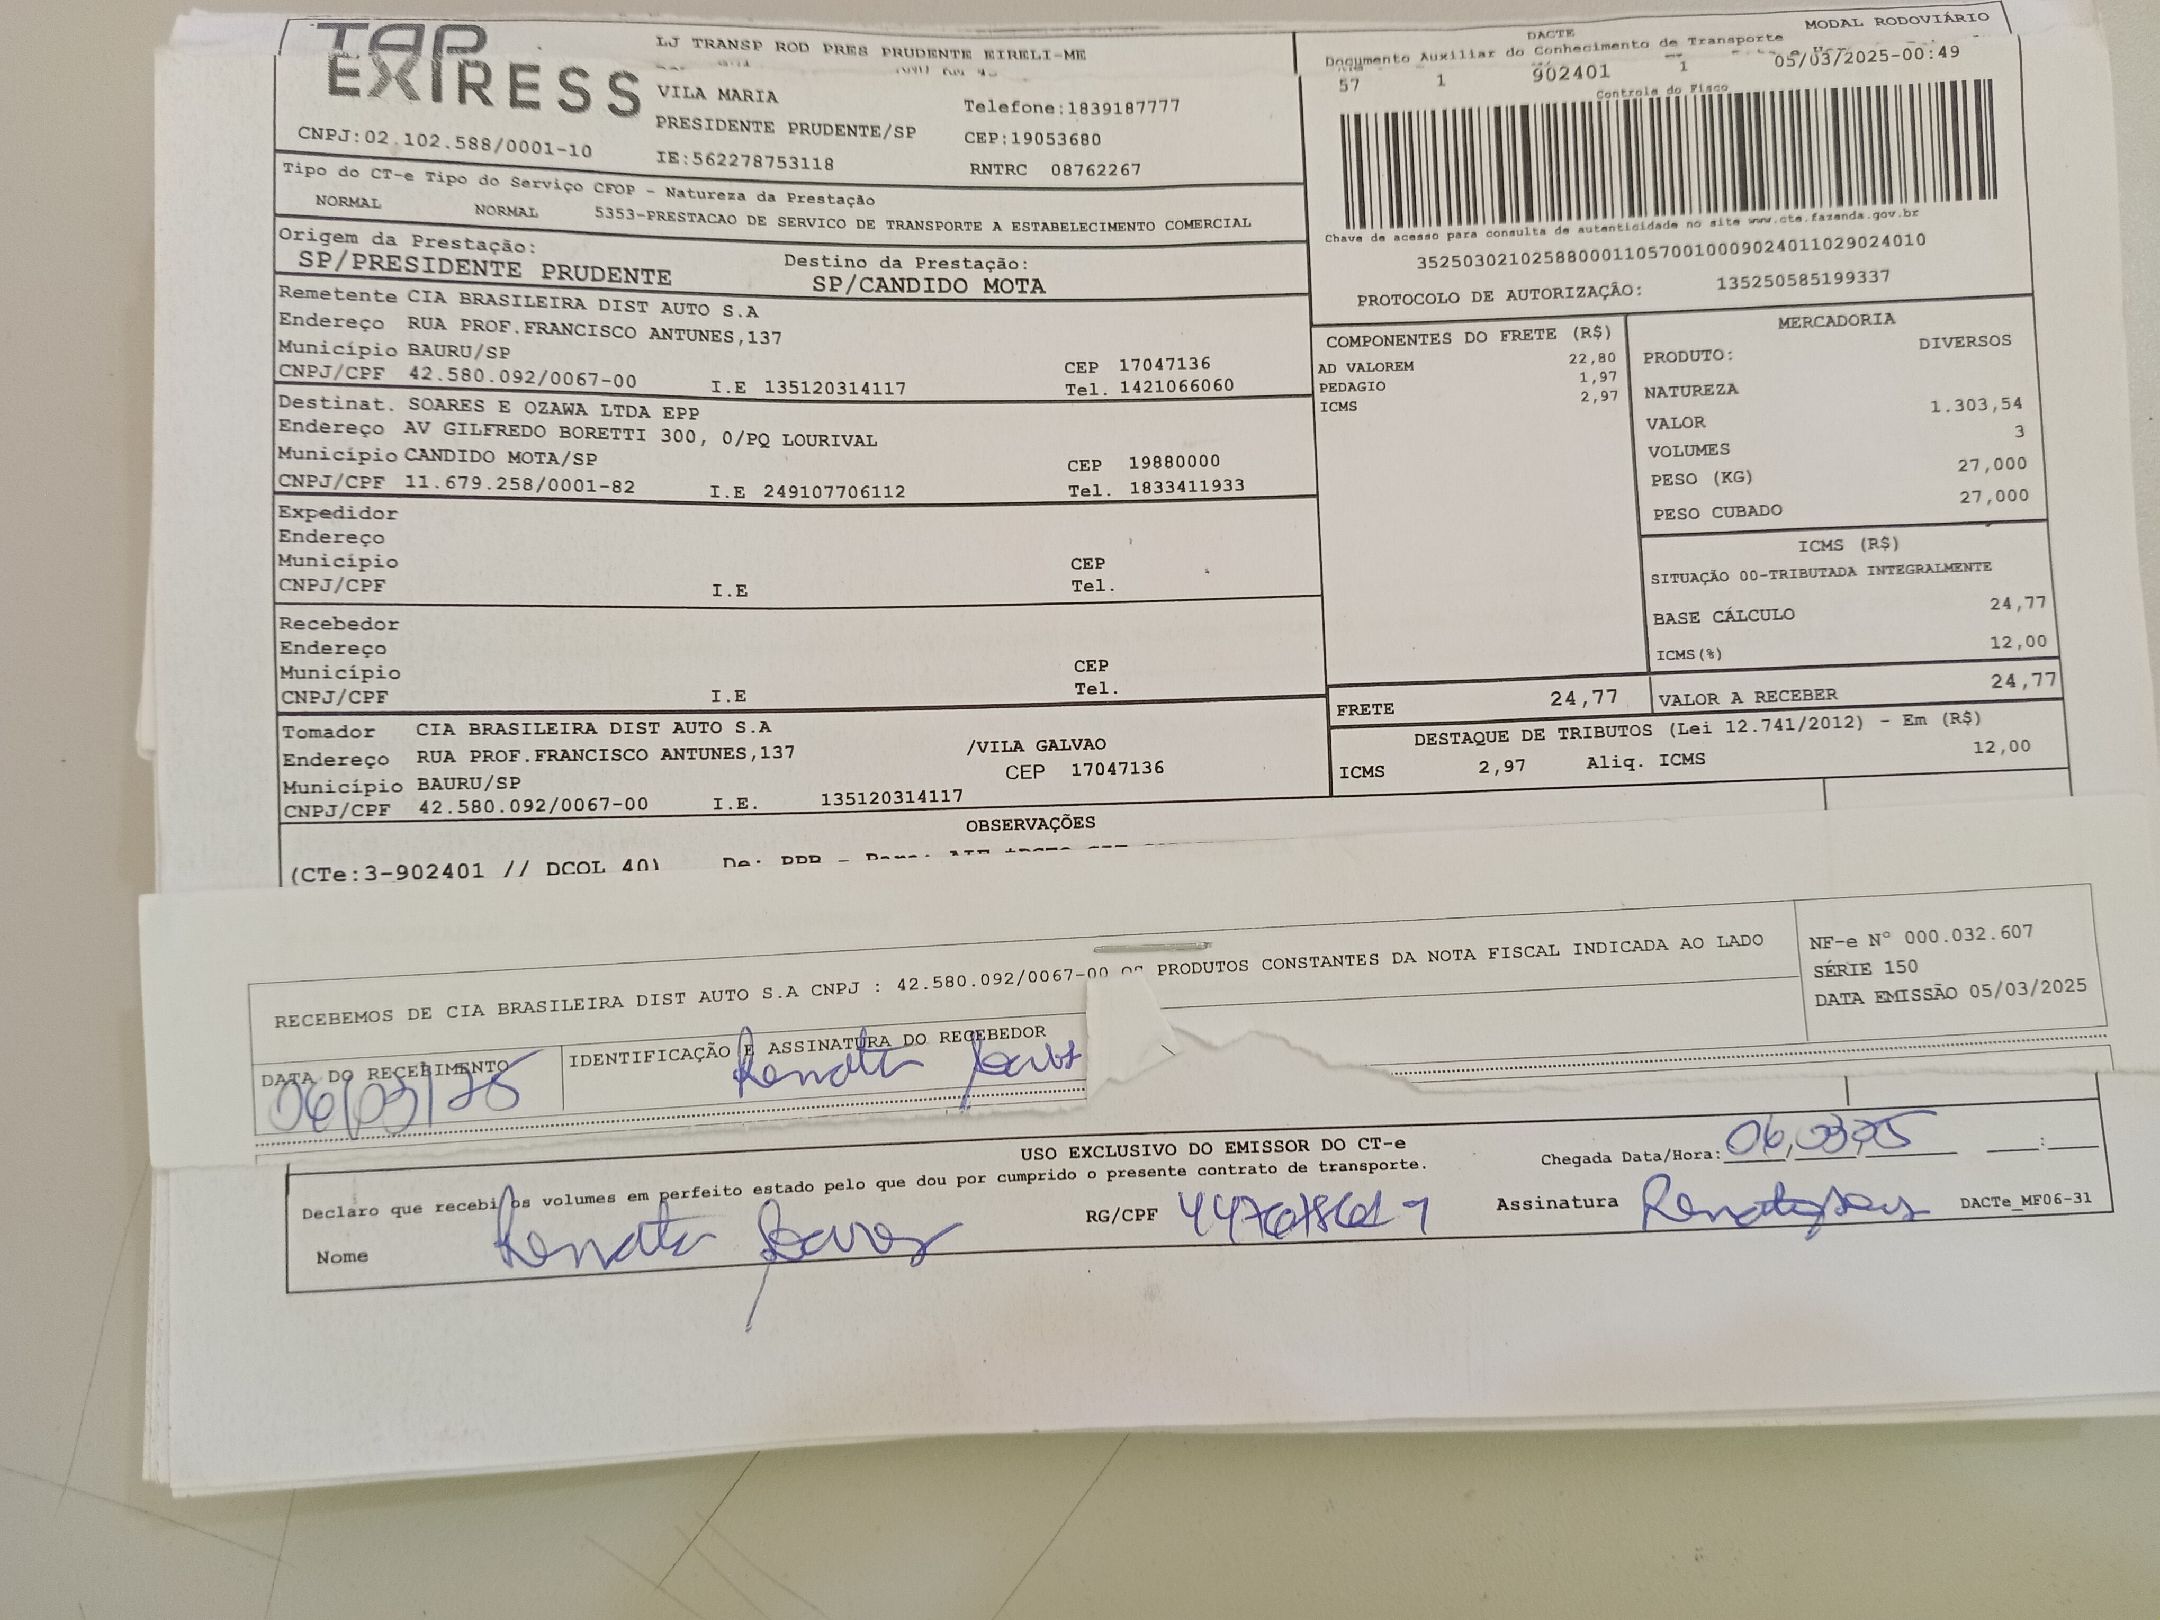 TAP EXPRESS
LJ TRANSP ROD PRES PRUDENTE EIRELI-ME
VILA MARIA
Telefone:1839187777
PRESIDENTE PRUDENTE/SP
CEP:19053680
CNPJ:02.102.588/0001-10
IE:562278753118
RNTRC 08762267
DACTE
MODAL RODOVIÁRIO
Documento Auxiliar do Conhecimento de Transporte
57 1 902401 1 05/03/2025-00:49
Controle do Fisco
Chave de acesso para consulta de autenticidade no site www.cte.fazenda.gov.br
35250302102588000110570010009024011029024010
PROTOCOLO DE AUTORIZAÇÃO: 135250585199337
Tipo do CT-e Tipo do Serviço CFOP - Natureza da Prestação
NORMAL NORMAL 5353-PRESTACAO DE SERVICO DE TRANSPORTE A ESTABELECIMENTO COMERCIAL
Origem da Prestação: Destino da Prestação:
SP/PRESIDENTE PRUDENTE SP/CANDIDO MOTA
Remetente CIA BRASILEIRA DIST AUTO S.A
Endereço RUA PROF.FRANCISCO ANTUNES,137
Município BAURU/SP CEP 17047136
CNPJ/CPF 42.580.092/0067-00 I.E 135120314117 Tel. 1421066060
Destinat. SOARES E OZAWA LTDA EPP
Endereço AV GILFREDO BORETTI 300, 0/PQ LOURIVAL
Município CANDIDO MOTA/SP CEP 19880000
CNPJ/CPF 11.679.258/0001-82 I.E 249107706112 Tel. 1833411933
Expedidor
Endereço
Município CEP
CNPJ/CPF I.E Tel.
Recebedor
Endereço
Município CEP
CNPJ/CPF I.E Tel.
Tomador CIA BRASILEIRA DIST AUTO S.A
Endereço RUA PROF.FRANCISCO ANTUNES,137 /VILA GALVAO
Município BAURU/SP CEP 17047136
CNPJ/CPF 42.580.092/0067-00 I.E. 135120314117
COMPONENTES DO FRETE (R$)
AD VALOREM 22,80
PEDAGIO 1,97
ICMS 2,97
MERCADORIA
PRODUTO: DIVERSOS
NATUREZA
VALOR 1.303,54
VOLUMES 3
PESO (KG) 27,000
PESO CUBADO 27,000
ICMS (R$)
SITUAÇÃO 00-TRIBUTADA INTEGRALMENTE
BASE CÁLCULO 24,77
ICMS(%) 12,00
FRETE 24,77 VALOR A RECEBER 24,77
DESTAQUE DE TRIBUTOS (Lei 12.741/2012) - Em (R$)
ICMS 2,97 Aliq. ICMS 12,00
OBSERVAÇÕES
(CTe:3-902401 // DCOL 40)
RECEBEMOS DE CIA BRASILEIRA DIST AUTO S.A CNPJ : 42.580.092/0067-00 os PRODUTOS CONSTANTES DA NOTA FISCAL INDICADA AO LADO
NF-e Nº 000.032.607
SÉRIE 150
DATA EMISSÃO 05/03/2025
DATA DO RECEBIMENTO IDENTIFICAÇÃO E ASSINATURA DO RECEBEDOR
06/03/25 Renata Soares
USO EXCLUSIVO DO EMISSOR DO CT-e
Declaro que recebi os volumes em perfeito estado pelo que dou por cumprido o presente contrato de transporte.
Chegada Data/Hora: 06,03,25 :
Nome Renata Soares RG/CPF Assinatura Renata Soares DACTe_MF06-31